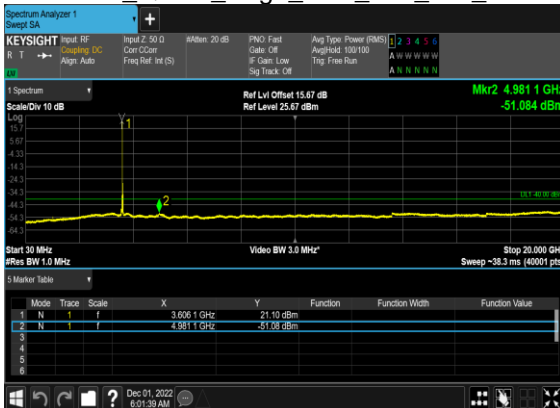 Spectrum Analyzer 1
Swept SA
KEYSIGHT
R T
Input: RF
Coupling: DC
Align: Auto
Input Z: 50 Ω
Corr CCorr
Freq Ref: Int (S)
#Atten: 20 dB
PNO: Fast
Gate: Off
IF Gain: Low
Sig Track: Off
Avg Type: Power (RMS)
Avg|Hold: 100/100
Trig: Free Run
1 2 3 4 5 6
A W W W W W
A N N N N N
1 Spectrum
Scale/Div 10 dB
Ref Lvl Offset 15.67 dB
Ref Level 25.67 dBm
Mkr2 4.981 1 GHz
-51.084 dBm
Log
15.7
5.67
-4.33
-14.3
-24.3
-34.3
-44.3
-54.3
-64.3
1
2
Start 30 MHz
#Res BW 1.0 MHz
Video BW 3.0 MHz*
Stop 20.000 GH
Sweep ~38.3 ms (40001 pts
5 Marker Table
Mode Trace Scale X Y Function Function Width Function Value
1 N 1 f 3.606 1 GHz 21.10 dBm
2 N 1 f 4.981 1 GHz -51.08 dBm
3
4
5
6
?
Dec 01, 2022
6:01:39 AM